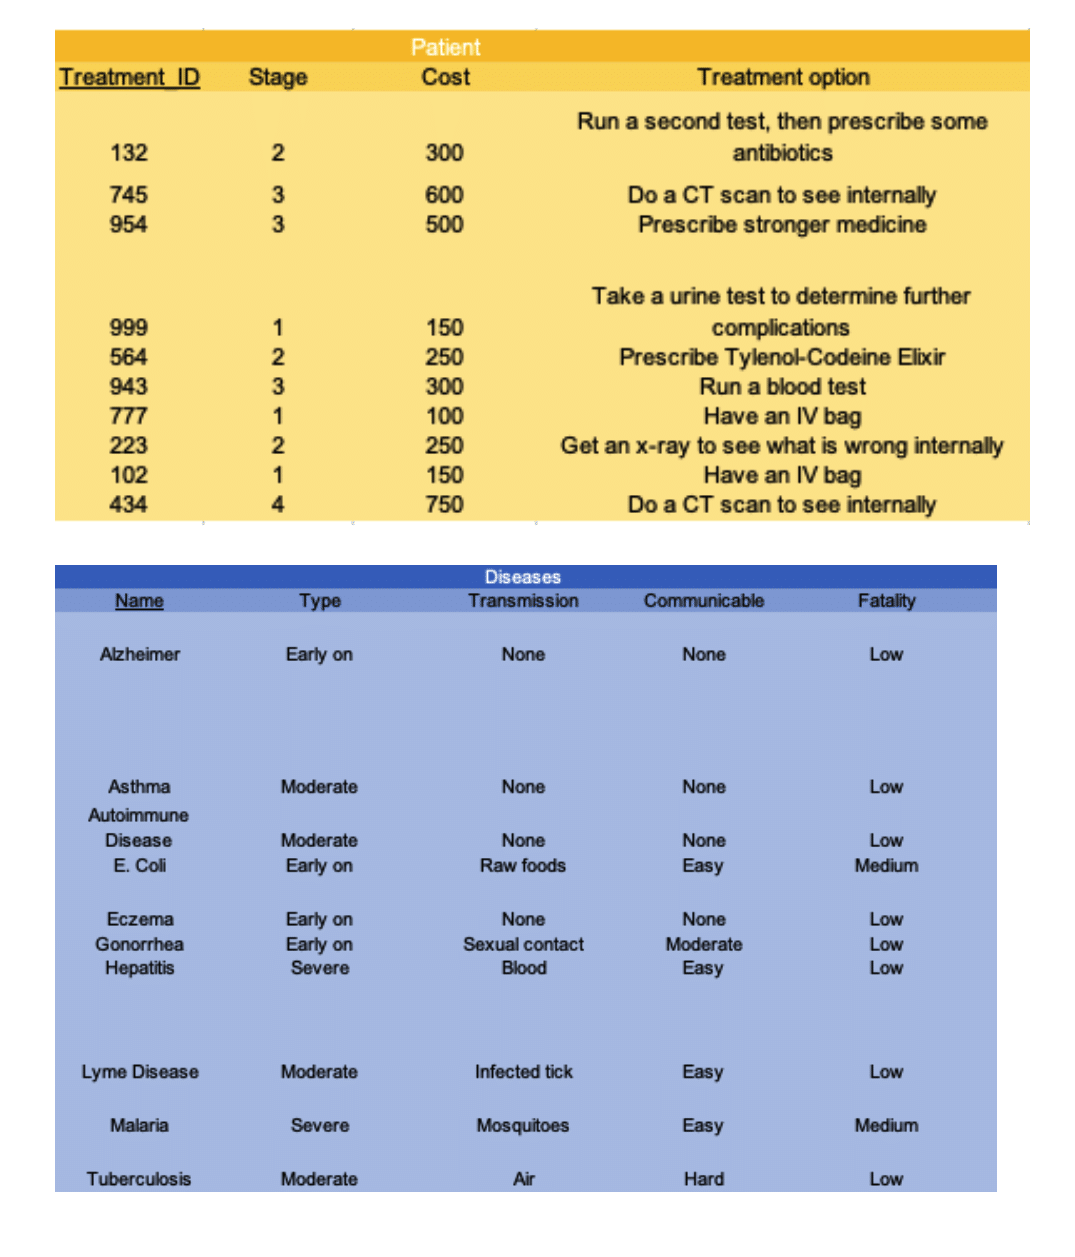 Patient
Treatment_ID Stage Cost Treatment option
Run a second test, then prescribe some
132 2 300 antibiotics
745 3 600 Do a CT scan to see internally
954 3 500 Prescribe stronger medicine
Take a urine test to determine further
999 1 150 complications
564 2 250 Prescribe Tylenol-Codeine Elixir
943 3 300 Run a blood test
777 1 100 Have an IV bag
223 2 250 Get an x-ray to see what is wrong internally
102 1 150 Have an IV bag
434 4 750 Do a CT scan to see internally
Diseases
Name Type Transmission Communicable Fatality
Alzheimer Early on None None Low
Asthma Moderate None None Low
Autoimmune
Disease Moderate None None Low
E. Coli Early on Raw foods Easy Medium
Eczema Early on None None Low
Gonorrhea Early on Sexual contact Moderate Low
Hepatitis Severe Blood Easy Low
Lyme Disease Moderate Infected tick Easy Low
Malaria Severe Mosquitoes Easy Medium
Tuberculosis Moderate Air Hard Low